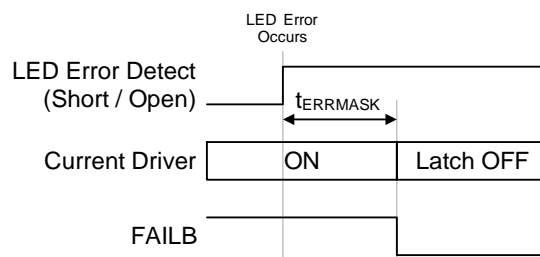 LED Error
Occurs
LED Error Detect
(Short / Open)
tERRMASK
Current Driver
ON
Latch OFF
FAILB